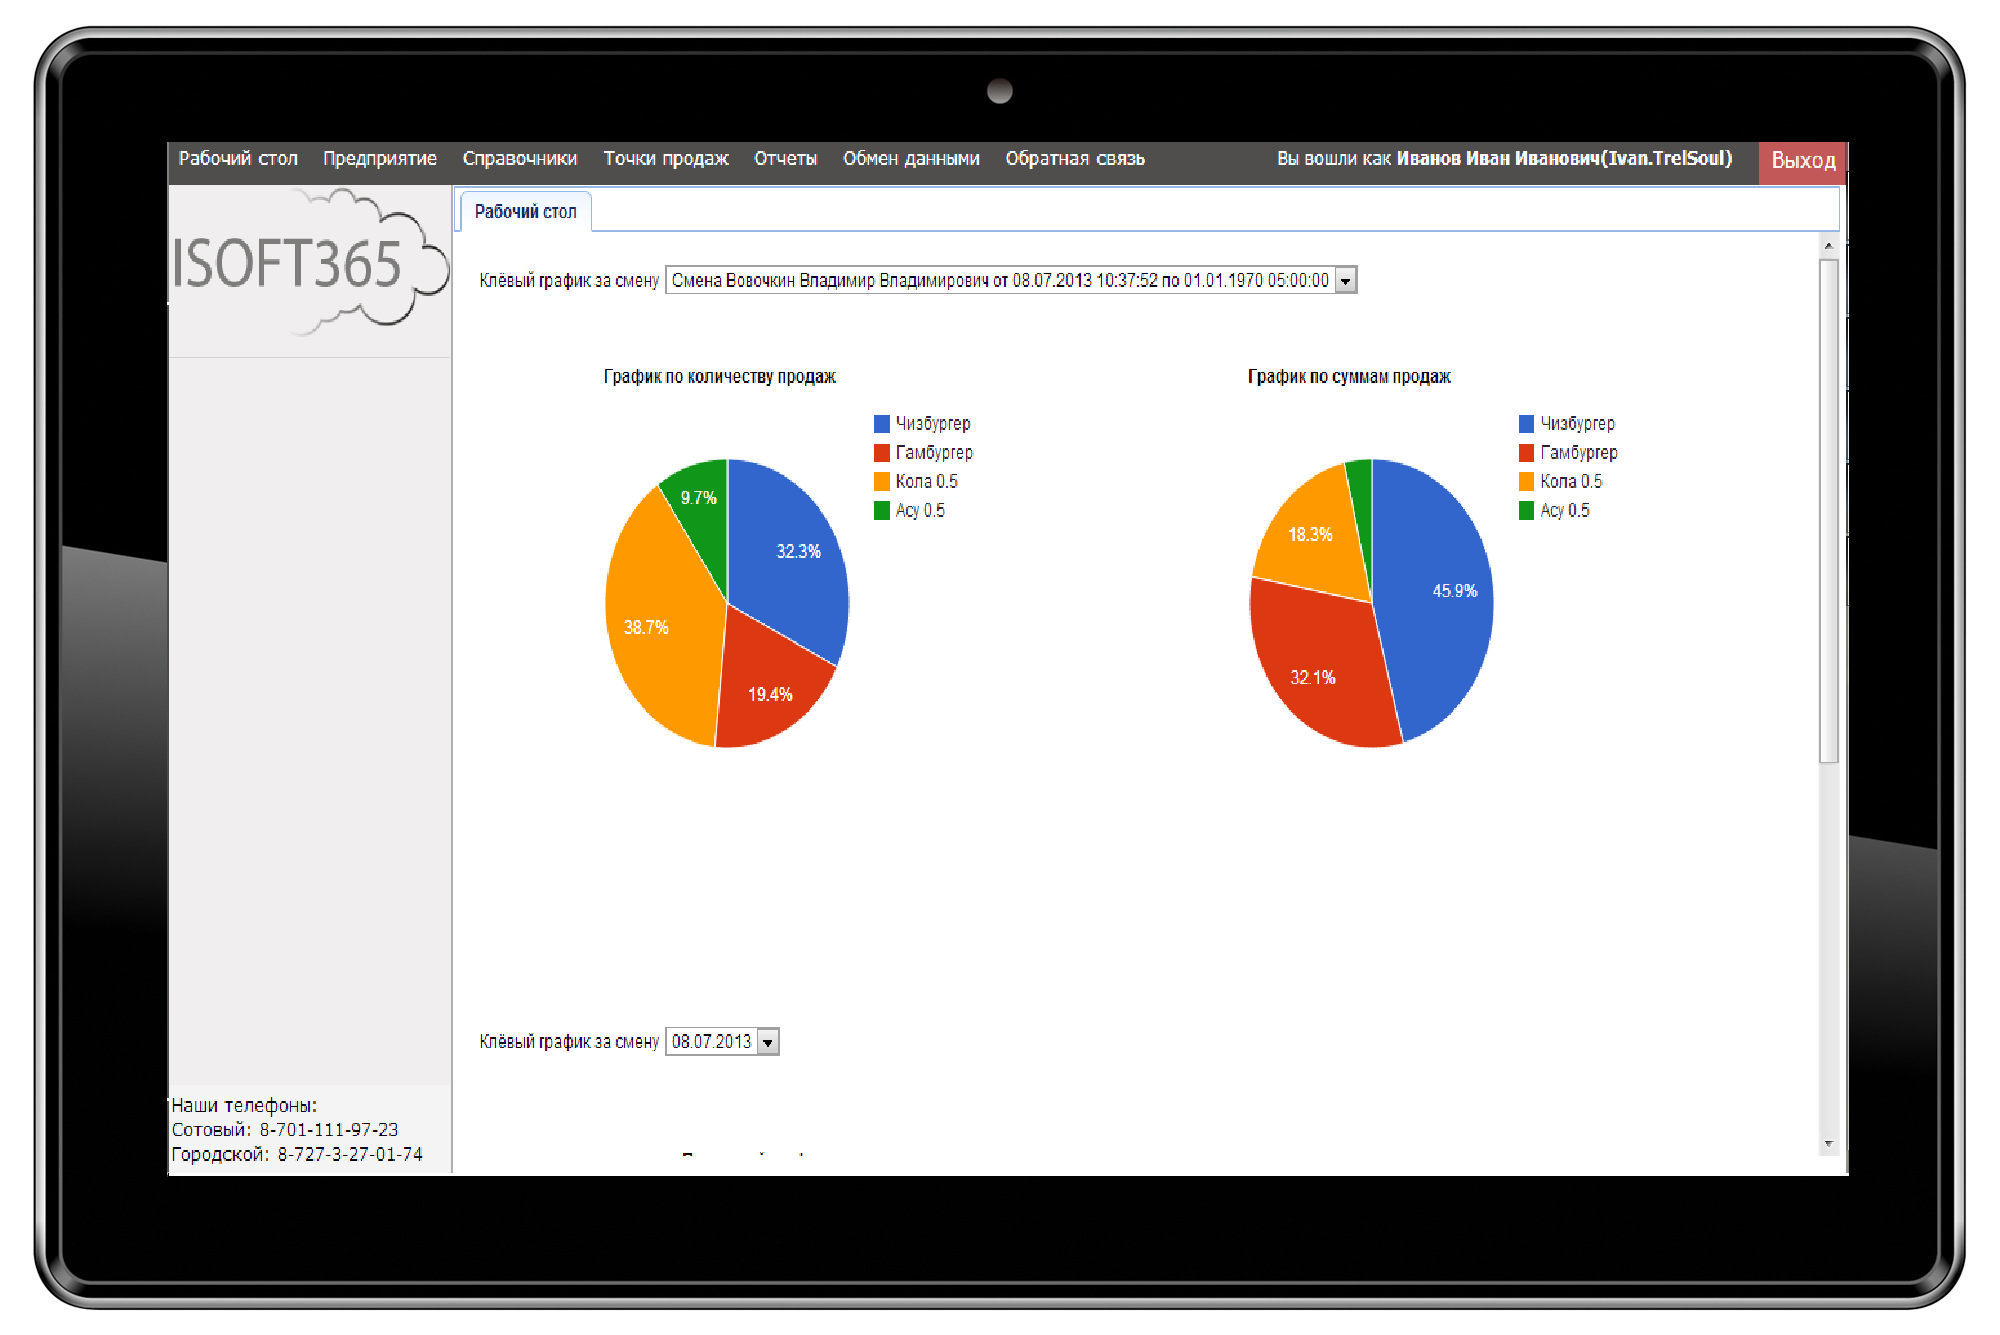 Рабочий стол Предприятие Справочники Точки продаж Отчеты Обмен данными Обратная связь Вы вошли как Иванов Иван Иванович(Ivan.TrelSoul) Выход
ISOFT365
Рабочий стол
Клёвый график за смену Смена Вовочкин Владимир Владимирович от 08.07.2013 10:37:52 по 01.01.1970 05:00:00
График по количеству продаж
Чизбургер
Гамбургер
Кола 0.5
Асу 0.5
9.7%
32.3%
38.7%
19.4%
График по суммам продаж
Чизбургер
Гамбургер
Кола 0.5
Асу 0.5
18.3%
45.9%
32.1%
Клёвый график за смену 08.07.2013
Наши телефоны:
Сотовый: 8-701-111-97-23
Городской: 8-727-3-27-01-74